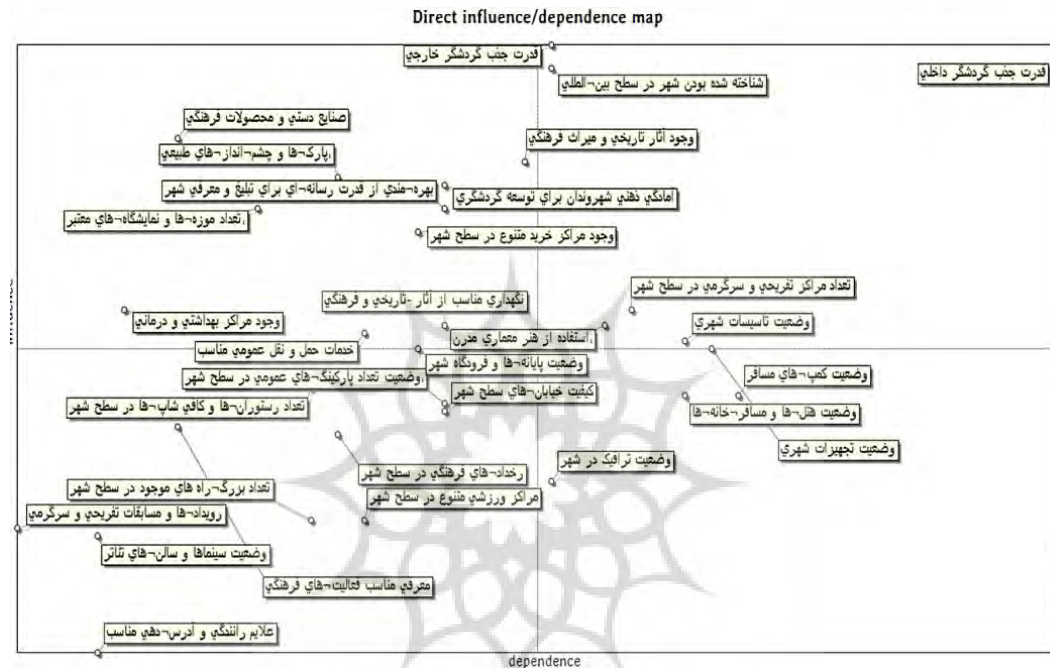 Direct influence/dependence map
قدرت جذب گردشگر خارجي
قدرت جذب گردشگر داخلي
شناخته شده بودن شهر در سطح بين¬المللي
صنايع دستي و محصولات فرهنگي
وجود آثار تاريخي و ميراث فرهنگي
پارک¬ها و چشم¬انداز¬هاي طبيعي،
بهره¬مندي از قدرت رسانه¬اي براي تبليغ و معرفي شهر
آمادگي ذهني شهروندان براي توسعه گردشگري
تعداد موزه¬ها و نمايشگاه¬هاي معتبر،
وجود مراکز خريد متنوع در سطح شهر
تعداد مراکز تفريحي و سرگرمي در سطح شهر
نگهداري مناسب از آثار -تاريخي و فرهنگي
وجود مراکز بهداشتي و درماني
وضعيت تاسيسات شهري
استفاده از هنر معماري مدرن،
خدمات حمل و نقل عمومي مناسب
وضعيت پايانه¬ها و فرودگاه شهر
وضعيت کمپ¬هاي مسافر
وضعيت تعداد پارکينگ¬هاي عمومي در سطح شهر،
کيفيت خيابان¬هاي سطح شهر
تعداد رستوران¬ها و کافي شاپ¬ها در سطح شهر
وضعيت هتل¬ها و مسافر¬خانه¬ها
وضعيت تجهيزات شهري
وضعيت ترافيک در شهر
رخداد¬هاي فرهنگي در سطح شهر
تعداد بزرگ¬راه هاي موجود در سطح شهر
مراکز ورزشي متنوع در سطح شهر
رويداد¬ها و مسابقات تفريحي و سرگرمي
وضعيت سينماها و سالن¬هاي تئاتر
معرفي مناسب فعاليت¬هاي فرهنگي
علايم رانندگي و آدرس¬دهي مناسب
influence
dependence